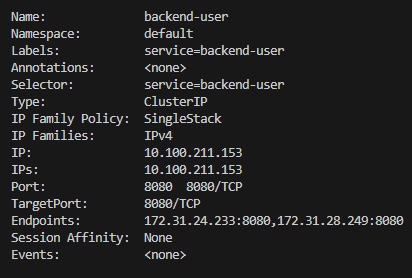 Name: backend-user
Namespace: default
Labels: service=backend-user
Annotations: <none>
Selector: service=backend-user
Type: ClusterIP
IP Family Policy: SingleStack
IP Families: IPv4
IP: 10.100.211.153
IPs: 10.100.211.153
Port: 8080 8080/TCP
TargetPort: 8080/TCP
Endpoints: 172.31.24.233:8080,172.31.28.249:8080
Session Affinity: None
Events: <none>